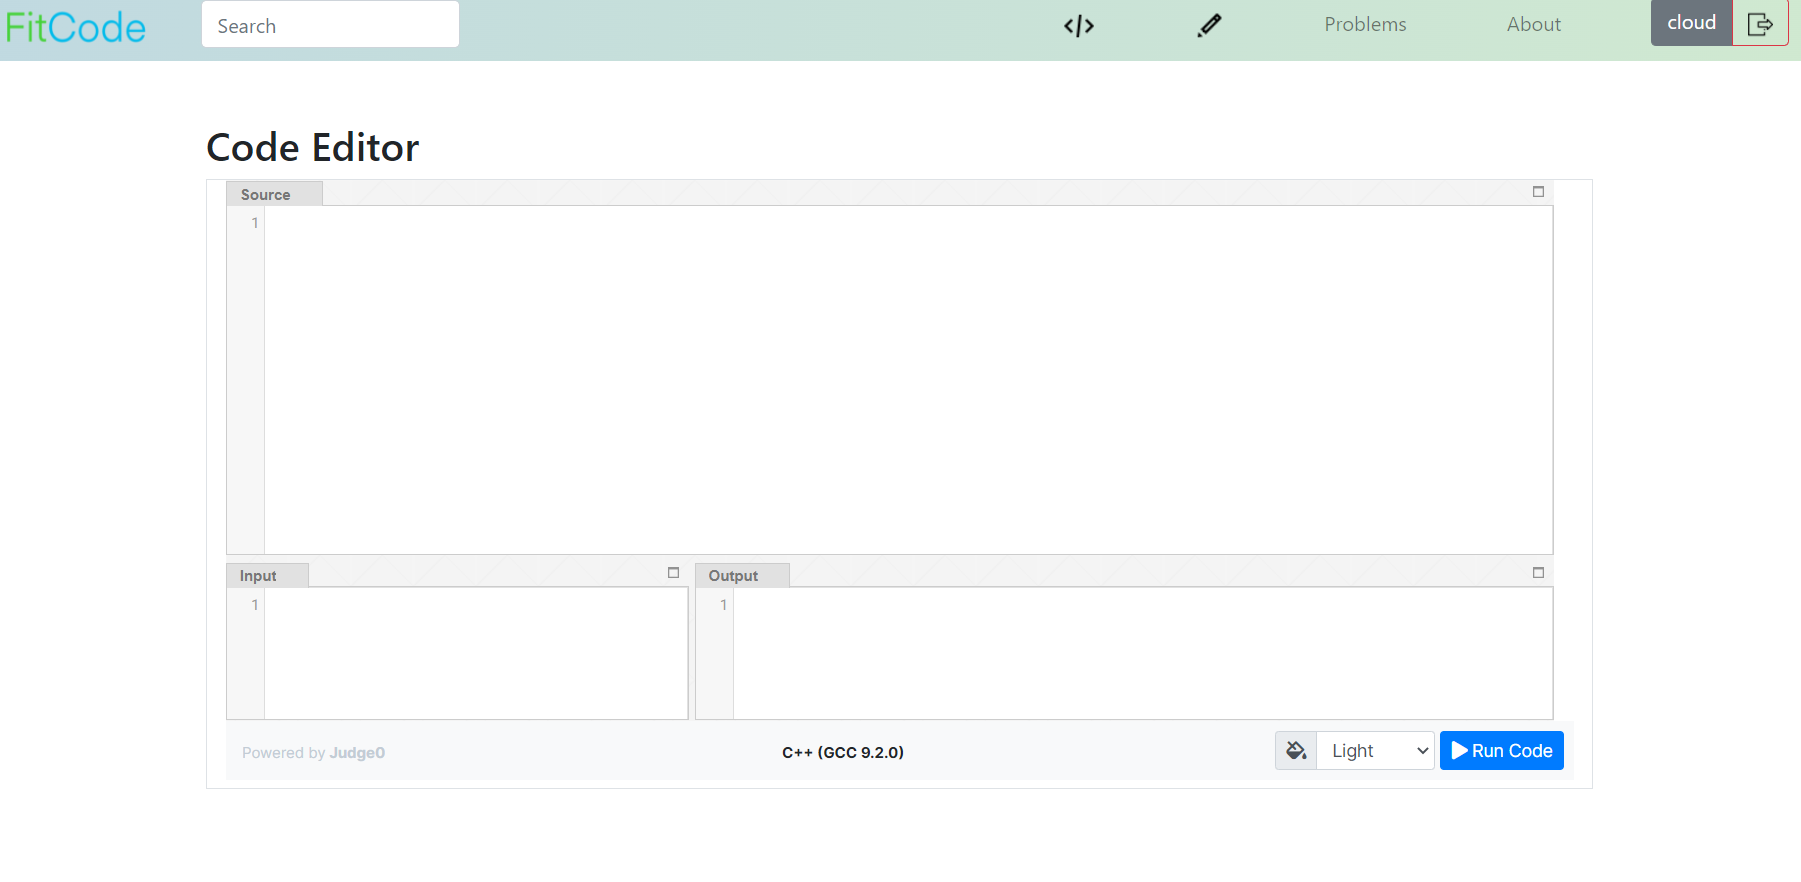 FitCode
Search
</>
Problems
About
cloud
Code Editor
Source
1
Input
1
Output
1
Powered by Judge0
C++ (GCC 9.2.0)
Light
Run Code